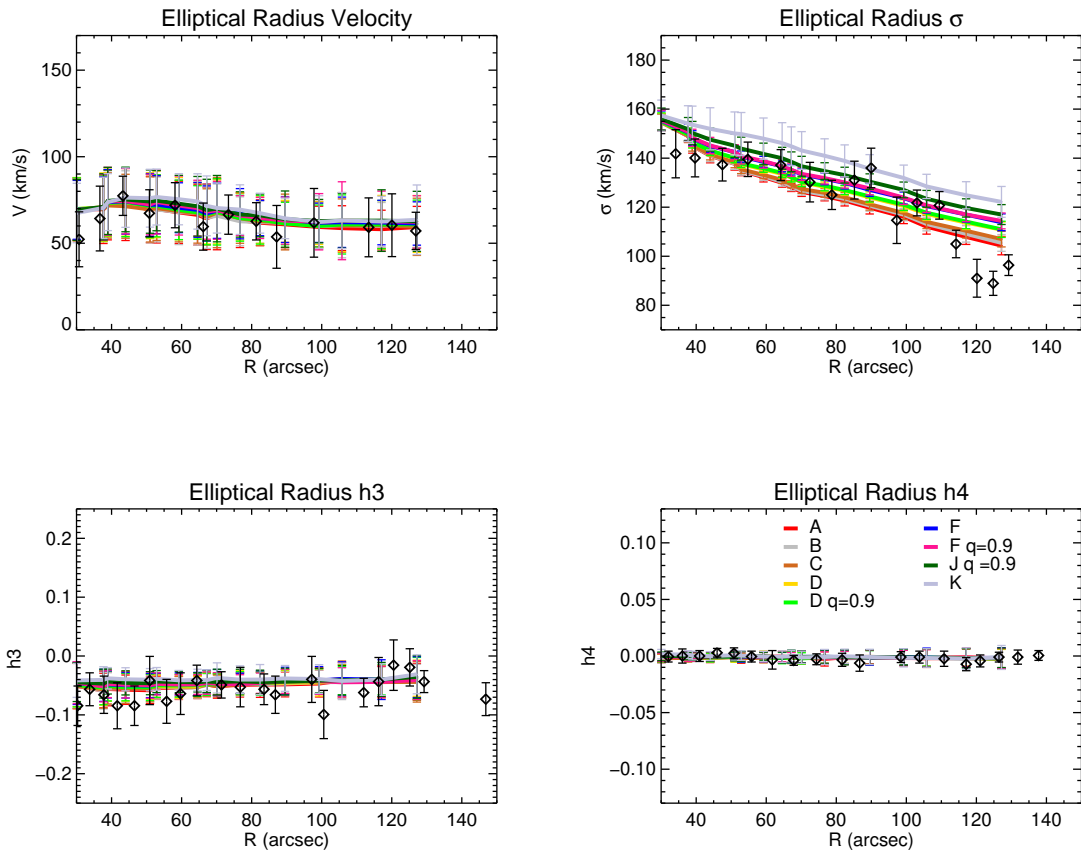 Elliptical Radius Velocity
V (km/s)
150
100
50
0
40 60 80 100 120 140
R (arcsec)
Elliptical Radius σ
σ (km/s)
180
160
140
120
100
80
40 60 80 100 120 140
R (arcsec)
Elliptical Radius h3
h3
0.2
0.1
0.0
−0.1
−0.2
40 60 80 100 120 140
R (arcsec)
Elliptical Radius h4
h4
0.10
0.05
0.00
−0.05
−0.10
A
B
C
D
D q=0.9
F
F q=0.9
J q =0.9
K
40 60 80 100 120 140
R (arcsec)